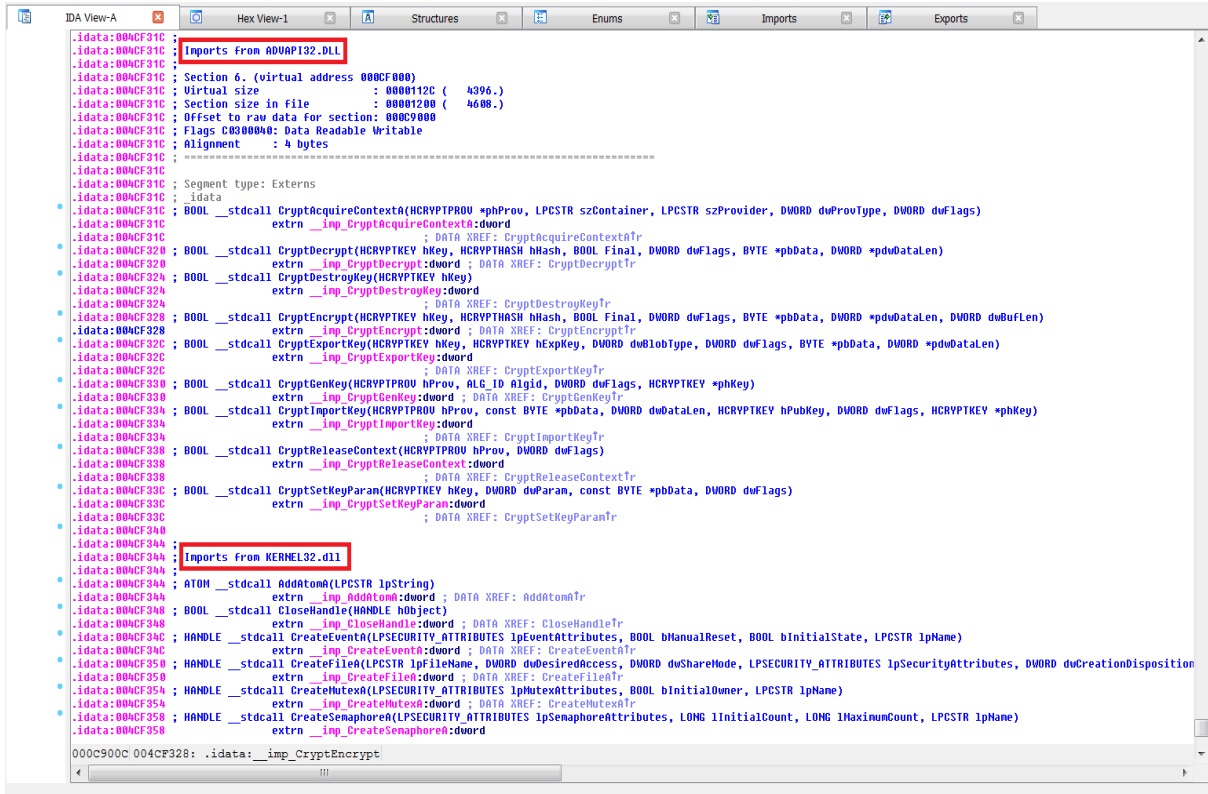 IDA View-A Hex View-1 Structures Enums Imports Exports
.idata:004CF31C ;
.idata:004CF31C ; Imports from ADVAPI32.DLL
.idata:004CF31C ;
.idata:004CF31C ; Section 6. (virtual address 000CF000)
.idata:004CF31C ; Virtual size : 0000112C ( 4396.)
.idata:004CF31C ; Section size in file : 00001200 ( 4608.)
.idata:004CF31C ; Offset to raw data for section: 000C9000
.idata:004CF31C ; Flags C0300040: Data Readable Writable
.idata:004CF31C ; Alignment : 4 bytes
.idata:004CF31C ; ===========================================================================
.idata:004CF31C
.idata:004CF31C ; Segment type: Externs
.idata:004CF31C ; _idata
.idata:004CF31C ; BOOL __stdcall CryptAcquireContextA(HCRYPTPROV *phProv, LPCSTR szContainer, LPCSTR szProvider, DWORD dwProvType, DWORD dwFlags)
.idata:004CF31C extrn __imp_CryptAcquireContextA:dword
.idata:004CF31C ; DATA XREF: CryptAcquireContextA↑r
.idata:004CF320 ; BOOL __stdcall CryptDecrypt(HCRYPTKEY hKey, HCRYPTHASH hHash, BOOL Final, DWORD dwFlags, BYTE *pbData, DWORD *pdwDataLen)
.idata:004CF320 extrn __imp_CryptDecrypt:dword ; DATA XREF: CryptDecrypt↑r
.idata:004CF324 ; BOOL __stdcall CryptDestroyKey(HCRYPTKEY hKey)
.idata:004CF324 extrn __imp_CryptDestroyKey:dword
.idata:004CF324 ; DATA XREF: CryptDestroyKey↑r
.idata:004CF328 ; BOOL __stdcall CryptEncrypt(HCRYPTKEY hKey, HCRYPTHASH hHash, BOOL Final, DWORD dwFlags, BYTE *pbData, DWORD *pdwDataLen, DWORD dwBufLen)
.idata:004CF328 extrn __imp_CryptEncrypt:dword ; DATA XREF: CryptEncrypt↑r
.idata:004CF32C ; BOOL __stdcall CryptExportKey(HCRYPTKEY hKey, HCRYPTKEY hExpKey, DWORD dwBlobType, DWORD dwFlags, BYTE *pbData, DWORD *pdwDataLen)
.idata:004CF32C extrn __imp_CryptExportKey:dword
.idata:004CF32C ; DATA XREF: CryptExportKey↑r
.idata:004CF330 ; BOOL __stdcall CryptGenKey(HCRYPTPROV hProv, ALG_ID Algid, DWORD dwFlags, HCRYPTKEY *phKey)
.idata:004CF330 extrn __imp_CryptGenKey:dword ; DATA XREF: CryptGenKey↑r
.idata:004CF334 ; BOOL __stdcall CryptImportKey(HCRYPTPROV hProv, const BYTE *pbData, DWORD dwDataLen, HCRYPTKEY hPubKey, DWORD dwFlags, HCRYPTKEY *phKey)
.idata:004CF334 extrn __imp_CryptImportKey:dword
.idata:004CF334 ; DATA XREF: CryptImportKey↑r
.idata:004CF338 ; BOOL __stdcall CryptReleaseContext(HCRYPTPROV hProv, DWORD dwFlags)
.idata:004CF338 extrn __imp_CryptReleaseContext:dword
.idata:004CF338 ; DATA XREF: CryptReleaseContext↑r
.idata:004CF33C ; BOOL __stdcall CryptSetKeyParam(HCRYPTKEY hKey, DWORD dwParam, const BYTE *pbData, DWORD dwFlags)
.idata:004CF33C extrn __imp_CryptSetKeyParam:dword
.idata:004CF33C ; DATA XREF: CryptSetKeyParam↑r
.idata:004CF340
.idata:004CF344 ;
.idata:004CF344 ; Imports from KERNEL32.dll
.idata:004CF344 ;
.idata:004CF344 ; ATOM __stdcall AddAtomA(LPCSTR lpString)
.idata:004CF344 extrn __imp_AddAtomA:dword ; DATA XREF: AddAtomA↑r
.idata:004CF348 ; BOOL __stdcall CloseHandle(HANDLE hObject)
.idata:004CF348 extrn __imp_CloseHandle:dword ; DATA XREF: CloseHandle↑r
.idata:004CF34C ; HANDLE __stdcall CreateEventA(LPSECURITY_ATTRIBUTES lpEventAttributes, BOOL bManualReset, BOOL bInitialState, LPCSTR lpName)
.idata:004CF34C extrn __imp_CreateEventA:dword ; DATA XREF: CreateEventA↑r
.idata:004CF350 ; HANDLE __stdcall CreateFileA(LPCSTR lpFileName, DWORD dwDesiredAccess, DWORD dwShareMode, LPSECURITY_ATTRIBUTES lpSecurityAttributes, DWORD dwCreationDisposition
.idata:004CF350 extrn __imp_CreateFileA:dword ; DATA XREF: CreateFileA↑r
.idata:004CF354 ; HANDLE __stdcall CreateMutexA(LPSECURITY_ATTRIBUTES lpMutexAttributes, BOOL bInitialOwner, LPCSTR lpName)
.idata:004CF354 extrn __imp_CreateMutexA:dword ; DATA XREF: CreateMutexA↑r
.idata:004CF358 ; HANDLE __stdcall CreateSemaphoreA(LPSECURITY_ATTRIBUTES lpSemaphoreAttributes, LONG lInitialCount, LONG lMaximumCount, LPCSTR lpName)
.idata:004CF358 extrn __imp_CreateSemaphoreA:dword
000C900C 004CF328: .idata:__imp_CryptEncrypt